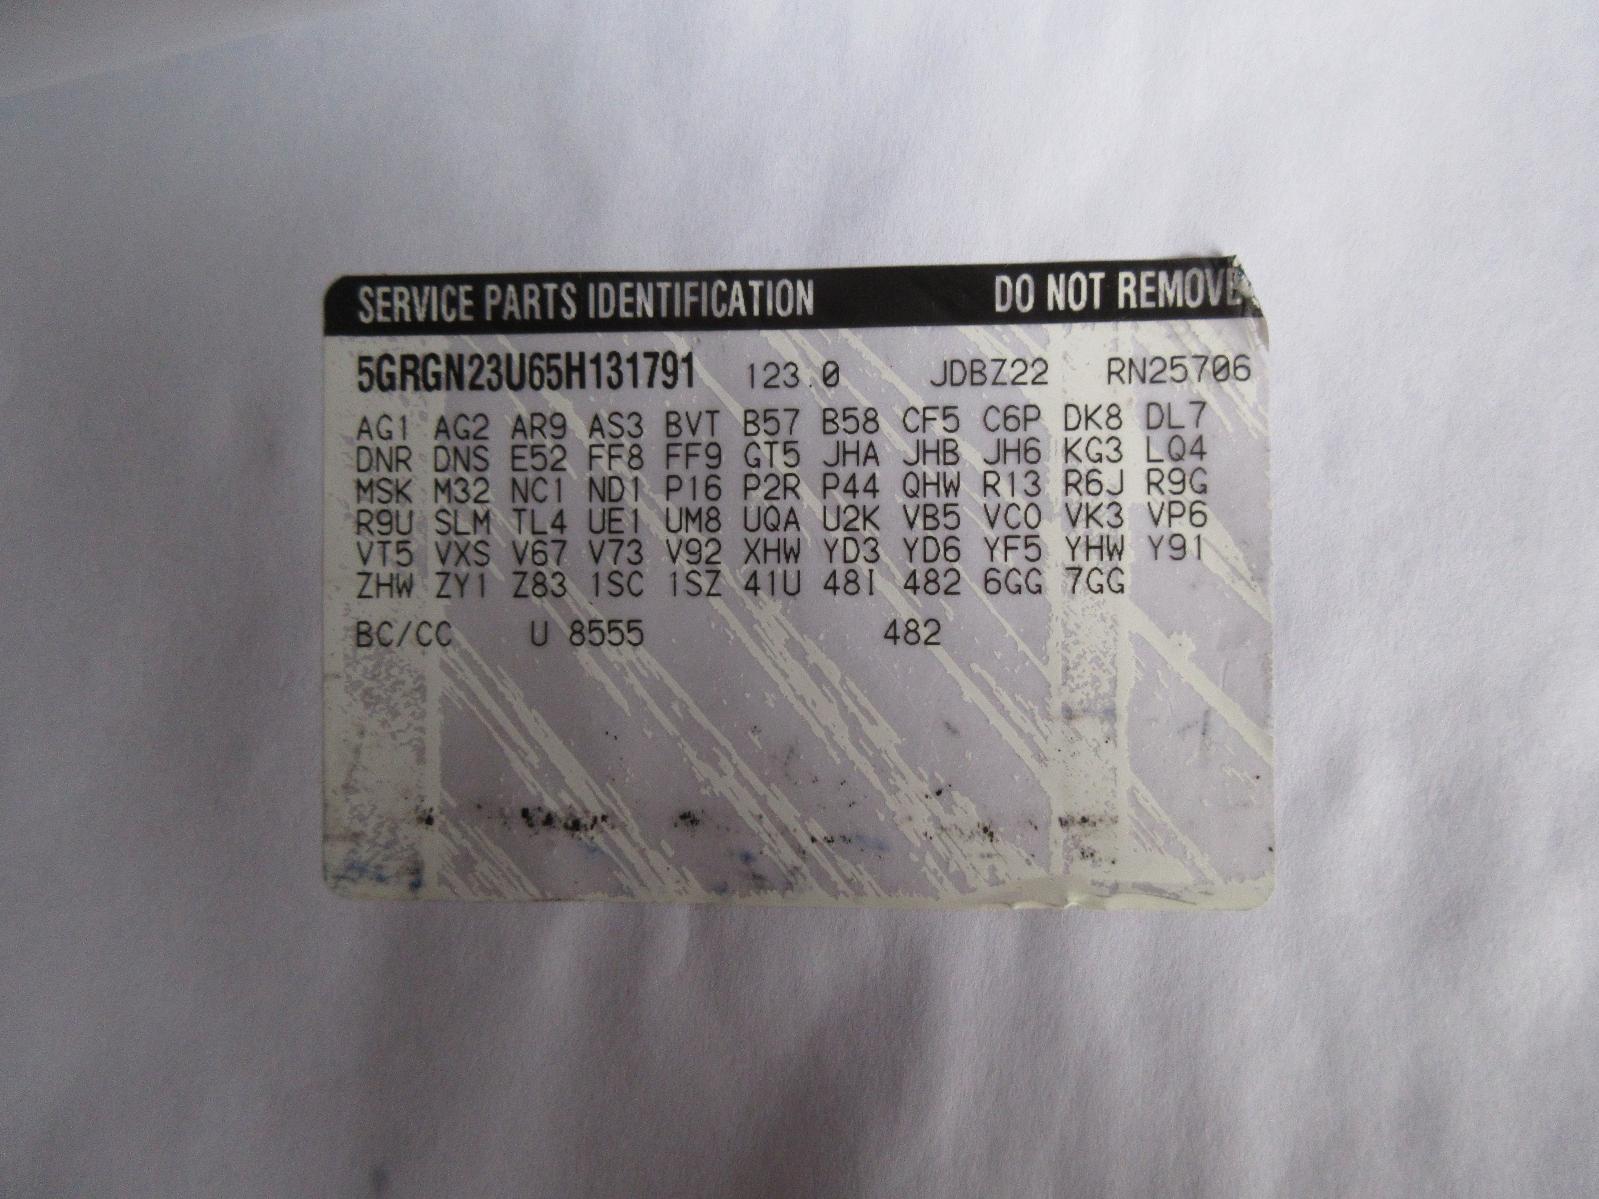 SERVICE PARTS IDENTIFICATION DO NOT REMOVE
5GRGN23U65H131791 123.0 JDBZ22 RN25706
AG1 AG2 AR9 AS3 BVT B57 B58 CF5 C6P DK8 DL7
DNR DNS E52 FF8 FF9 GT5 JHA JHB JH6 KG3 LQ4
MSK M32 NC1 ND1 P16 P2R P44 QHW R13 R6J R9G
R9U SLM TL4 UE1 UM8 UQA U2K VB5 VC0 VK3 VP6
VT5 VXS V67 V73 V92 XHW YD3 YD6 YF5 YHW Y91
ZHW ZY1 Z83 1SC 1SZ 41U 48I 482 6GG 7GG
BC/CC U 8555 482